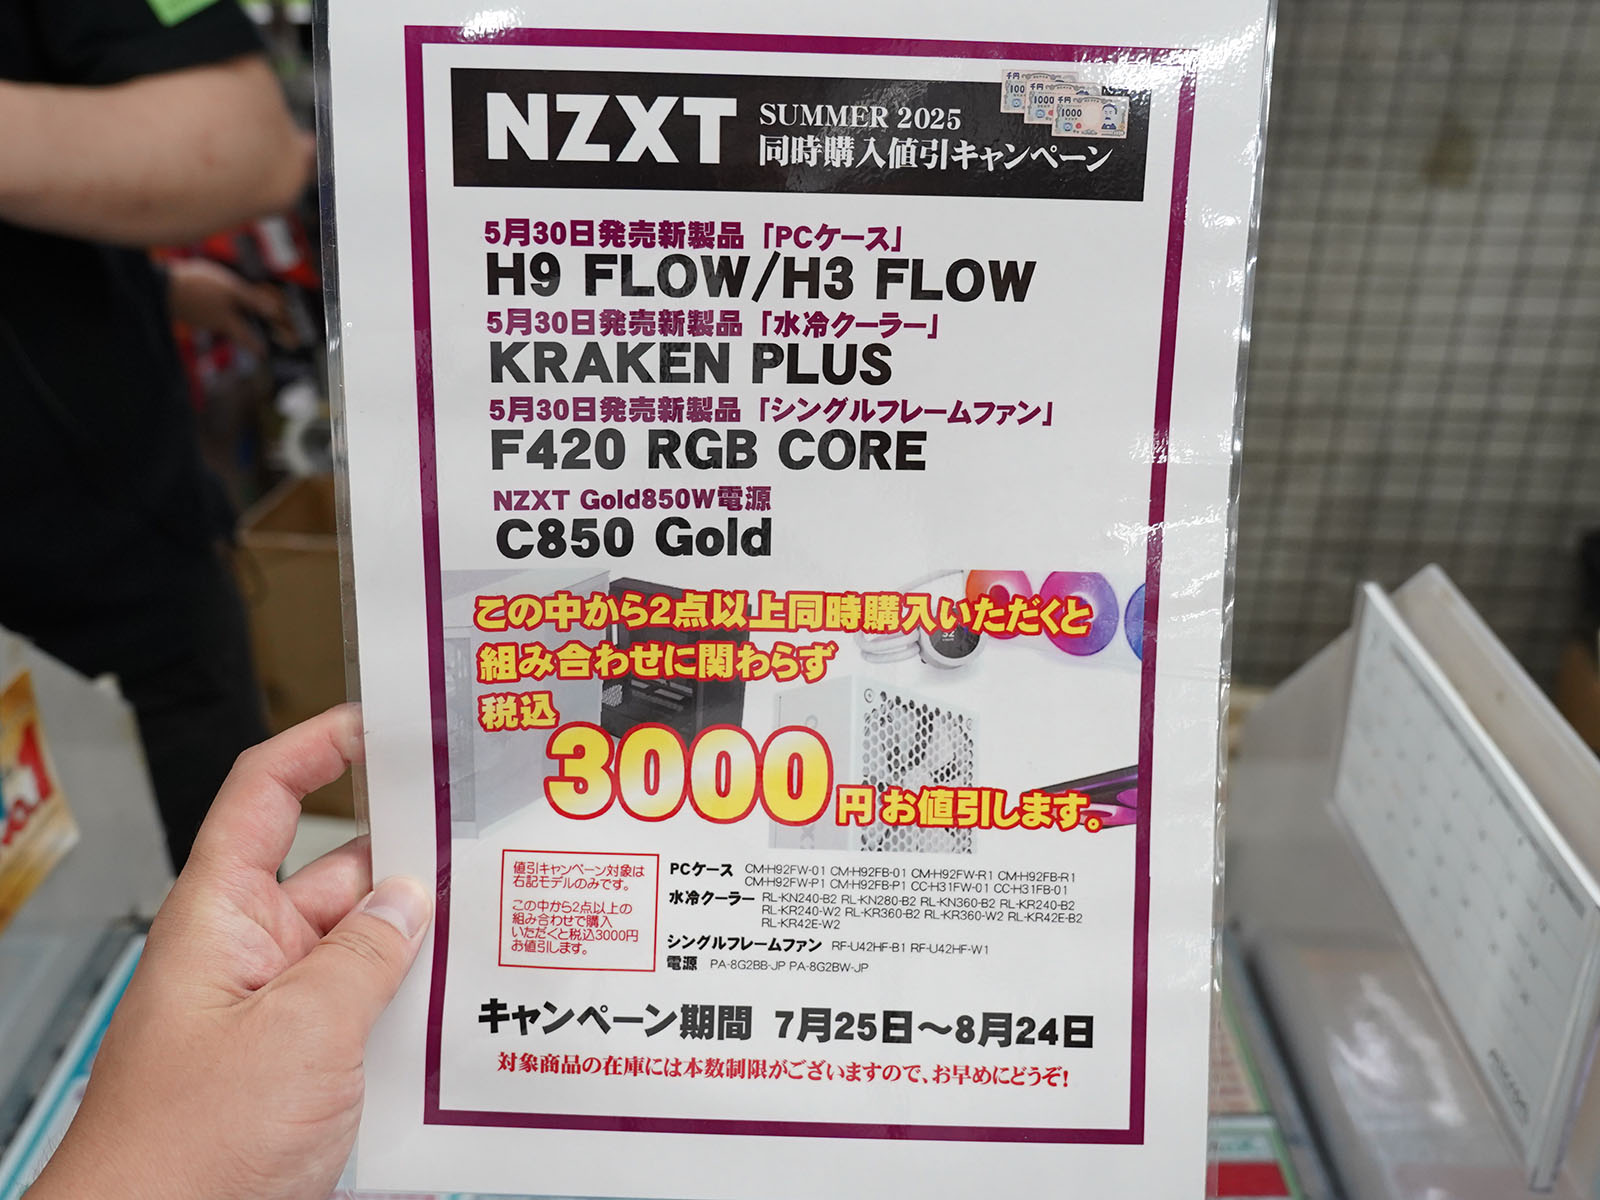 NZXT SUMMER 2025
同時購入値引キャンペーン
千円 1000
千円 1000
5月30日発売新製品「PCケース」
H9 FLOW/H3 FLOW
5月30日発売新製品「水冷クーラー」
KRAKEN PLUS
5月30日発売新製品「シングルフレームファン」
F420 RGB CORE
NZXT Gold850W電源
C850 Gold
この中から2点以上同時購入いただくと
組み合わせに関わらず
税込
3000円お値引します。
値引キャンペーン対象は
右記モデルのみです。
この中から2点以上の
組み合わせで購入
いただくと税込3000円
お値引します。
PCケース CM-H92FW-01 CM-H92FB-01 CM-H92FW-R1 CM-H92FB-R1
CM-H92FW-P1 CM-H92FB-P1 CC-H31FW-01 CC-H31FB-01
水冷クーラー RL-KN240-B2 RL-KN280-B2 RL-KN360-B2 RL-KR240-B2
RL-KR240-W2 RL-KR360-B2 RL-KR360-W2 RL-KR42E-B2
RL-KR42E-W2
シングルフレームファン RF-U42HF-B1 RF-U42HF-W1
電源 PA-8G2BB-JP PA-8G2BW-JP
キャンペーン期間 7月25日～8月24日
対象商品の在庫には本数制限がございますので、お早めにどうぞ!